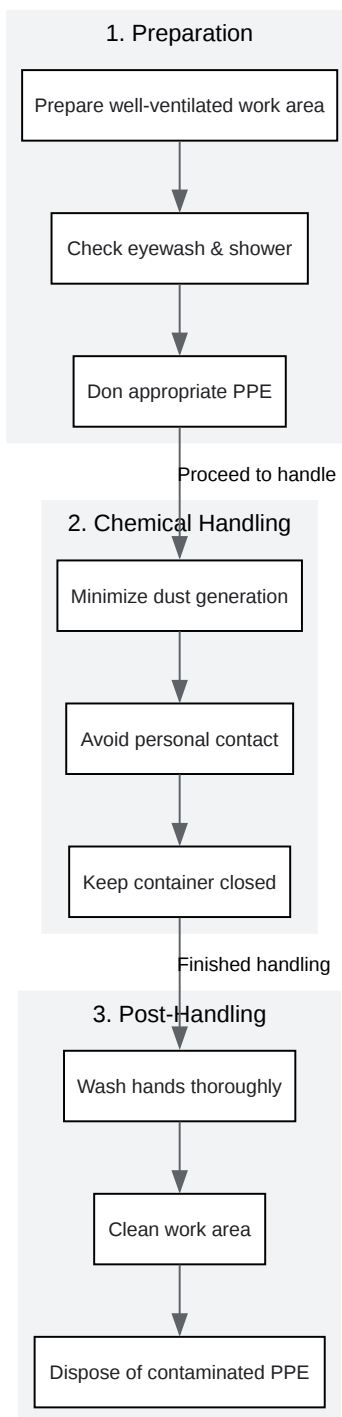 1. Preparation
Prepare well-ventilated work area
Check eyewash & shower
Don appropriate PPE
Proceed to handle
2. Chemical Handling
Minimize dust generation
Avoid personal contact
Keep container closed
Finished handling
3. Post-Handling
Wash hands thoroughly
Clean work area
Dispose of contaminated PPE